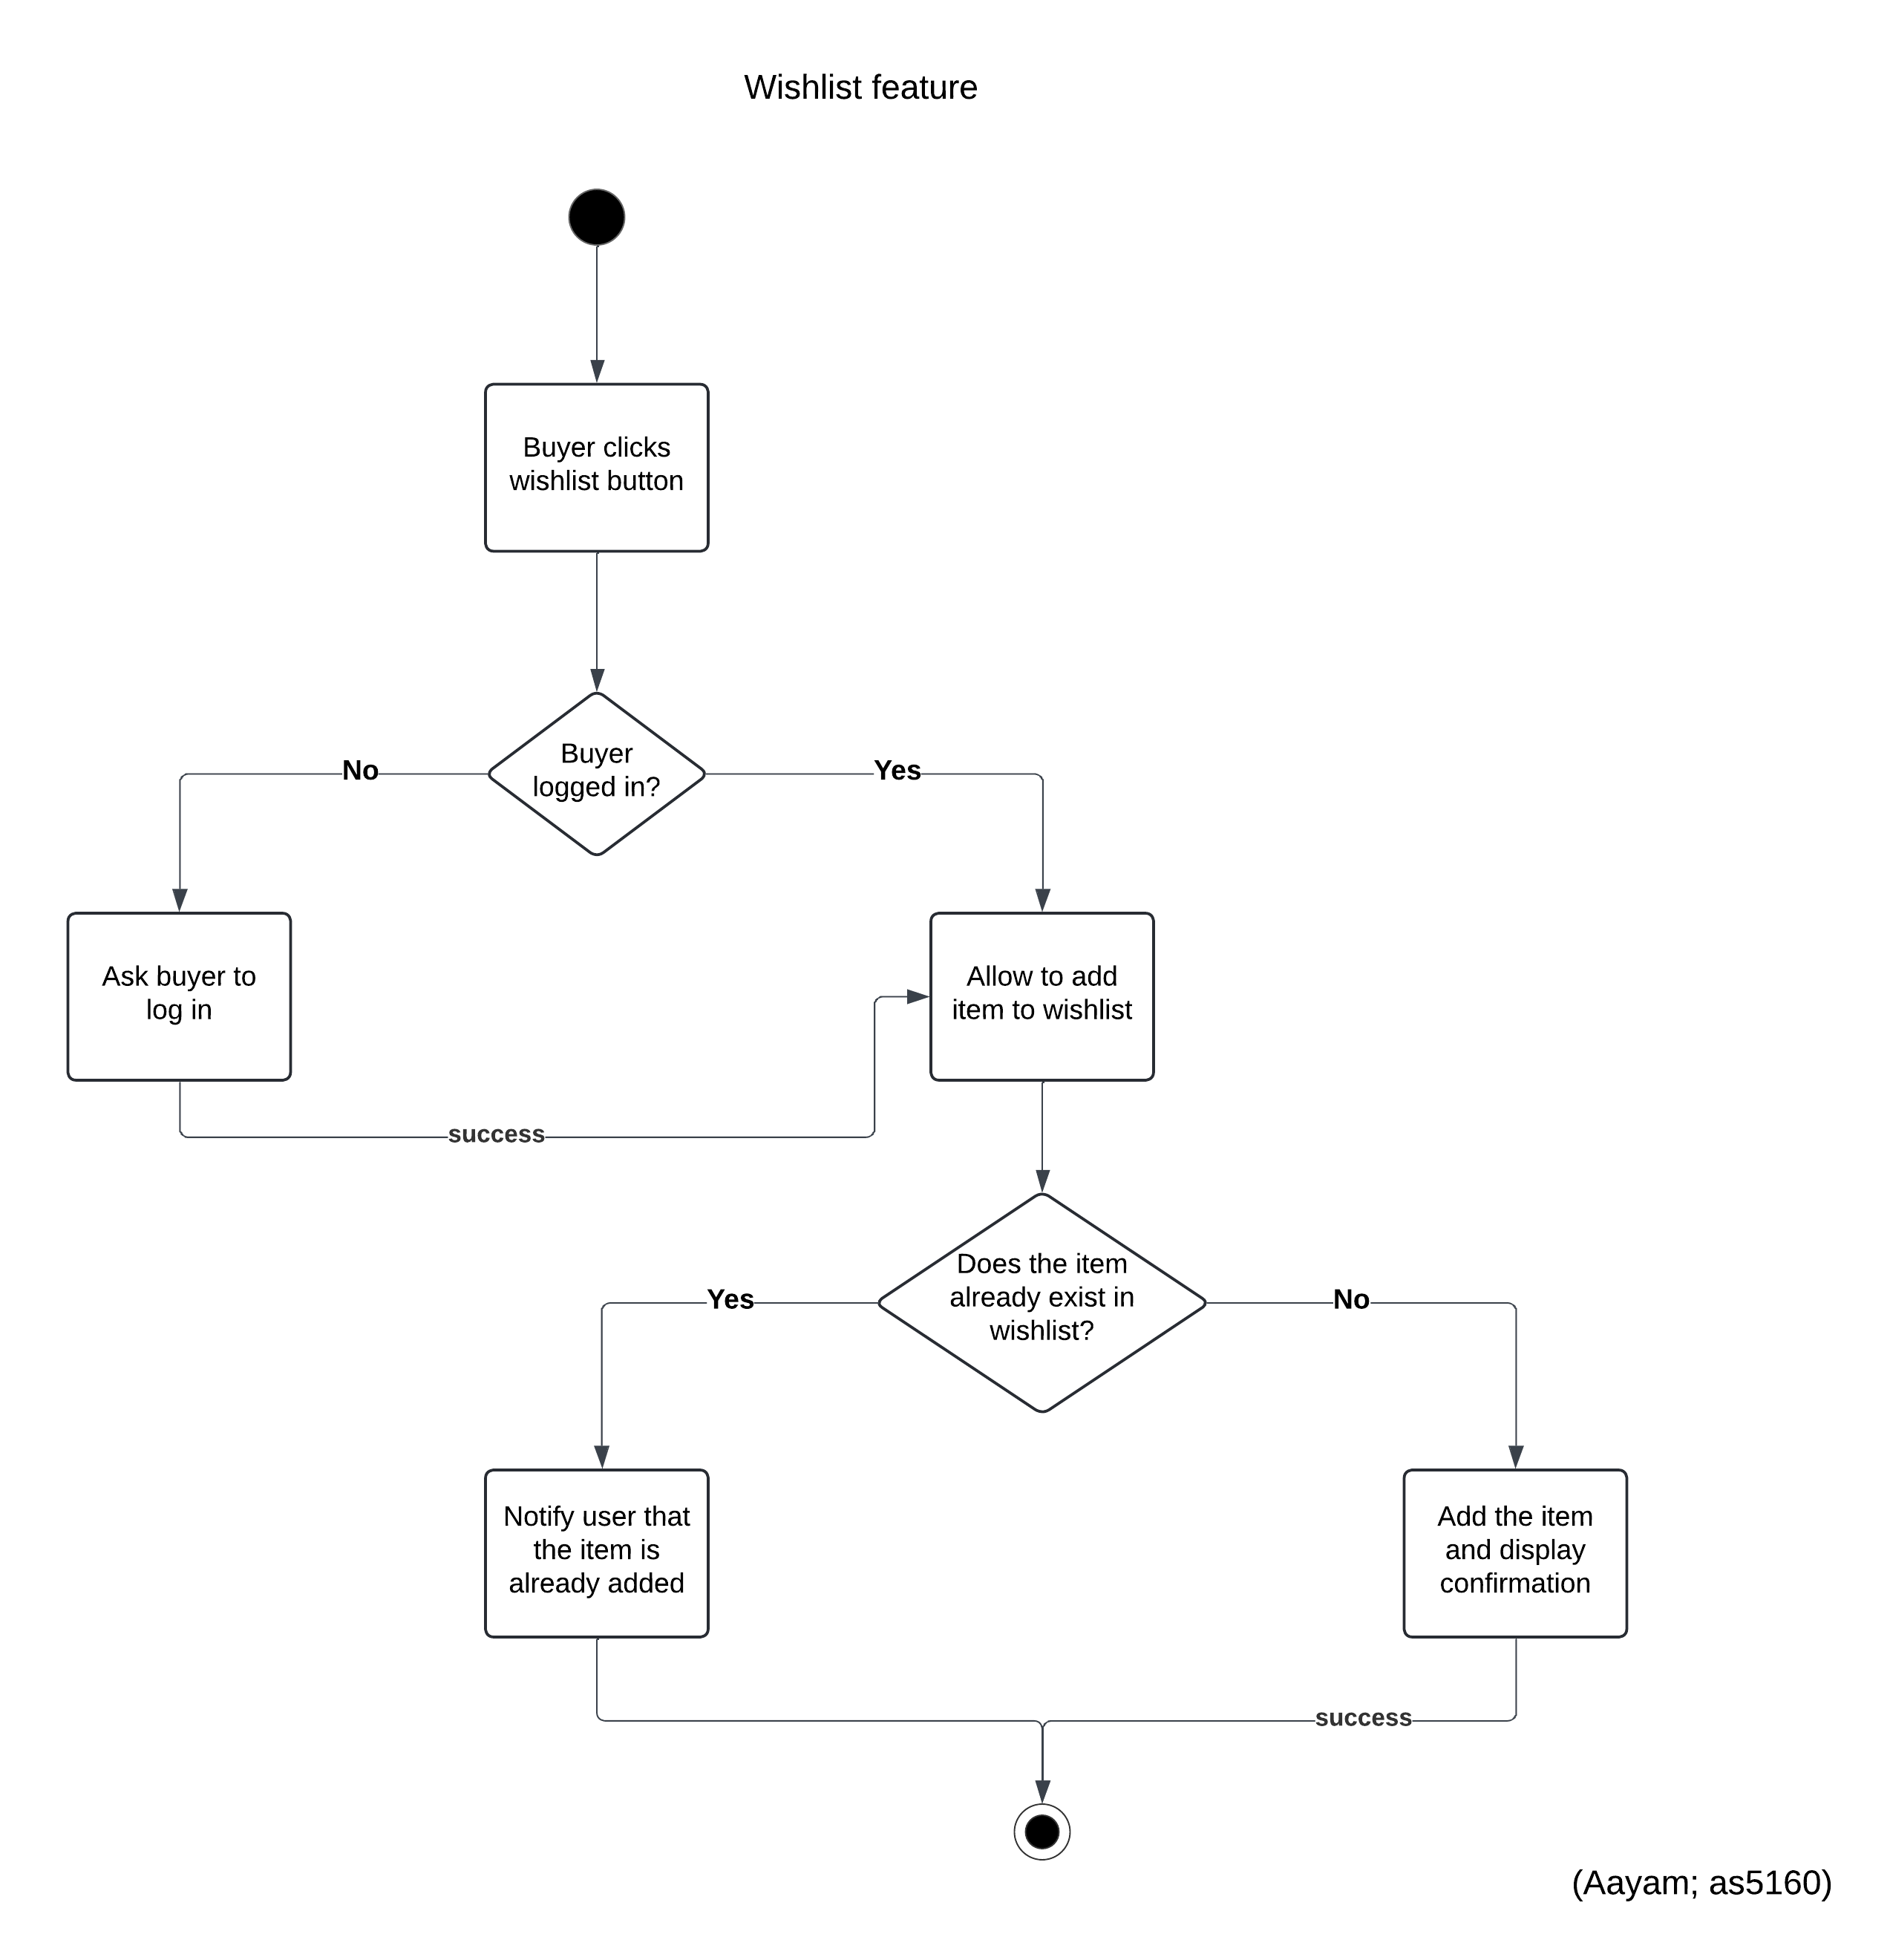 Wishlist feature
Buyer clicks
wishlist button
Buyer
logged in?
No
Yes
Ask buyer to
log in
Allow to add
item to wishlist
success
Does the item
already exist in
wishlist?
Yes
No
Notify user that
the item is
already added
Add the item
and display
confirmation
success
(Aayam; as5160)